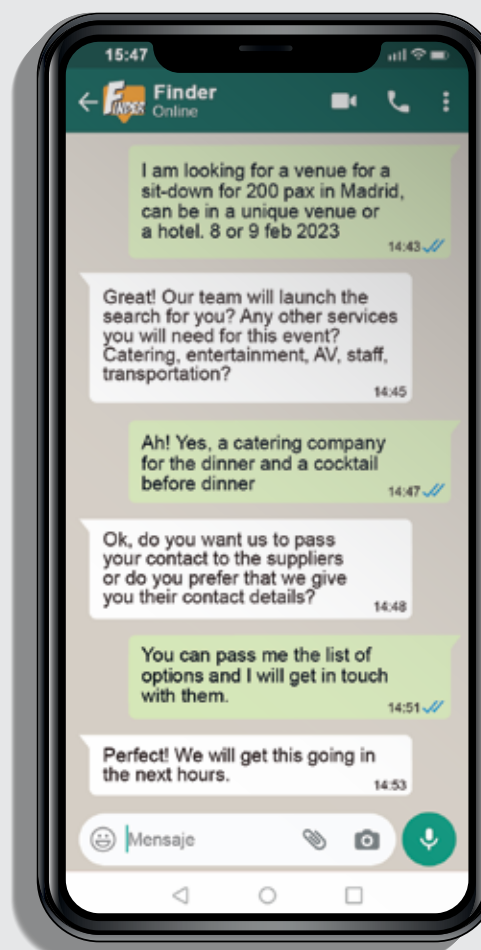 15:47
Finder
Finder
Online
I am looking for a venue for a
sit-down for 200 pax in Madrid,
can be in a unique venue or
a hotel. 8 or 9 feb 2023
14:43
Great! Our team will launch the
search for you? Any other services
you will need for this event?
Catering, entertainment, AV, staff,
transportation?
14:45
Ah! Yes, a catering company
for the dinner and a cocktail
before dinner
14:47
Ok, do you want us to pass
your contact to the suppliers
or do you prefer that we give
you their contact details?
14:48
You can pass me the list of
options and I will get in touch
with them.
14:51
Perfect! We will get this going in
the next hours.
14:53
Mensaje